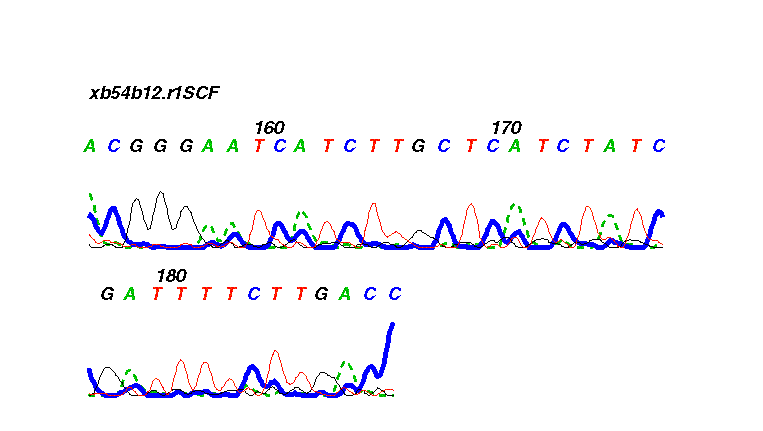 xb54b12.r1SCF
160 170
A C G G G A A T C A T C T T G C T C A T C T A T C
180
G A T T T T C T T G A C C